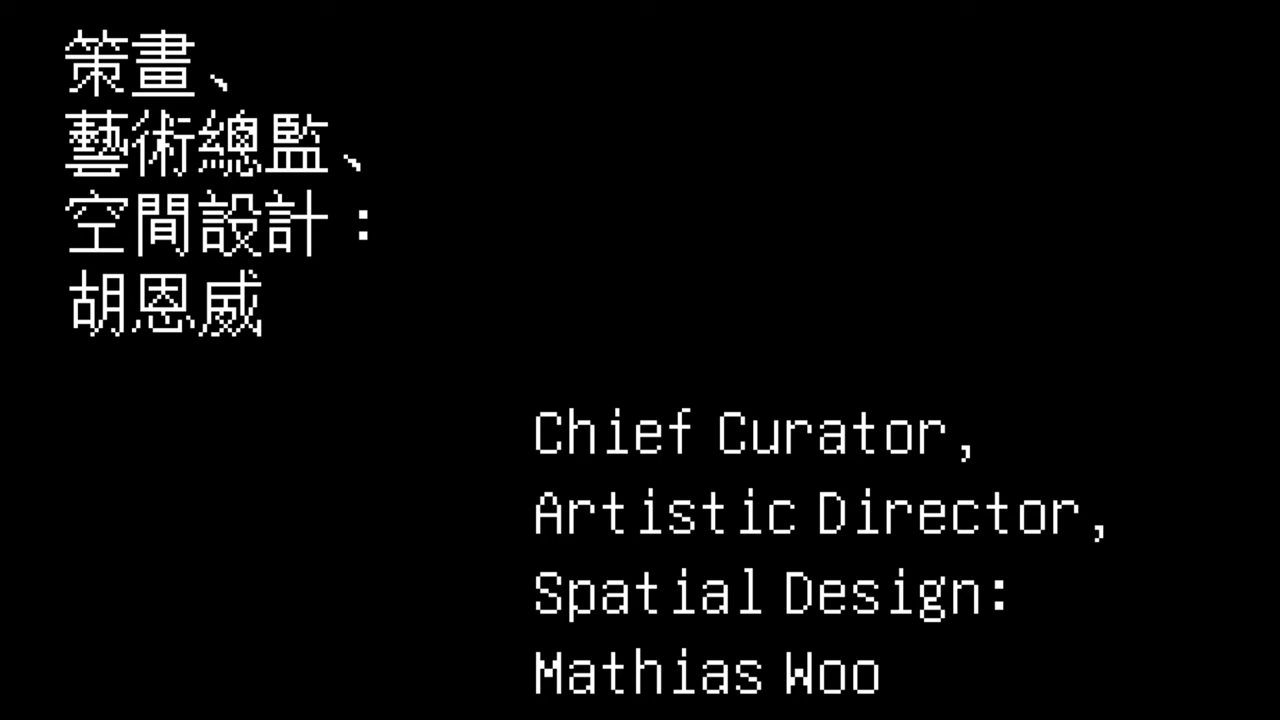 策畫、
藝術總監、
空間設計：
胡恩威
Chief Curator,
Artistic Director,
Spatial Design:
Mathias Woo